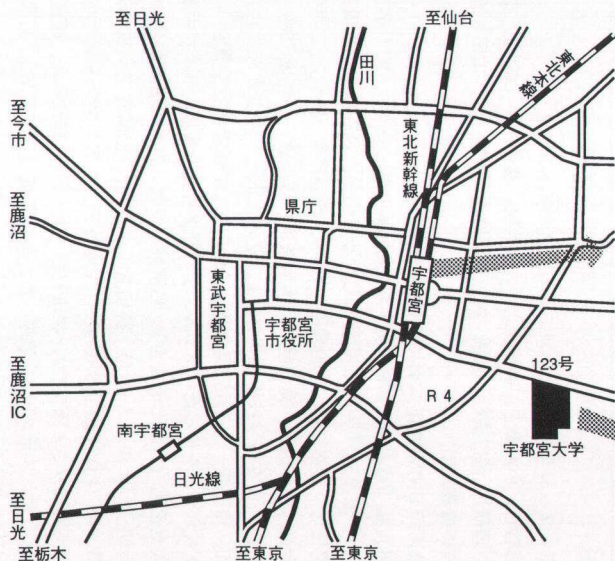 至日光
至仙台
田川
東北本線
至今市
東北新幹線
至鹿沼
県庁
宇都宮
東武宇都宮
宇都宮
市役所
至鹿沼IC
123号
R 4
南宇都宮
宇都宮大学
日光線
至日光
至栃木
至東京
至東京